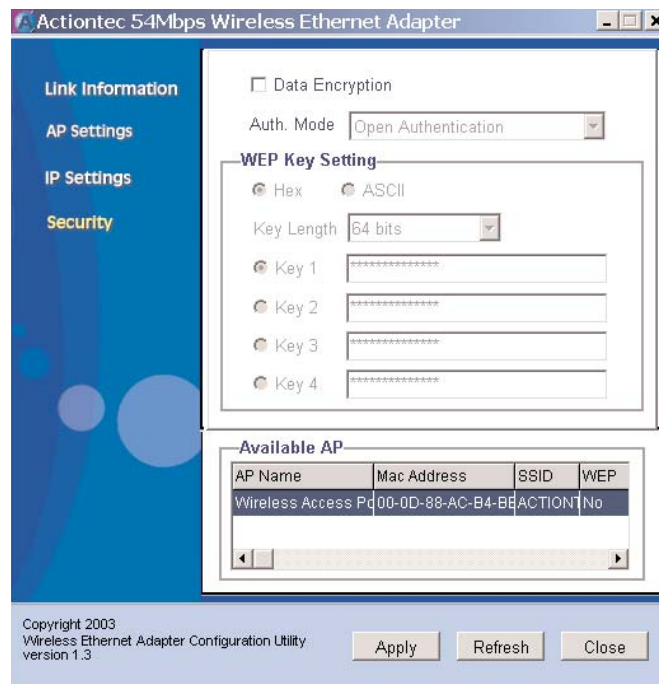 Actiontec 54Mbps Wireless Ethernet Adapter
Link Information
AP Settings
IP Settings
Security
Data Encryption
Auth. Mode Open Authentication
WEP Key Setting
Hex ASCII
Key Length 64 bits
Key 1 **************
Key 2 **************
Key 3 **************
Key 4 **************
Available AP
AP Name Mac Address SSID WEP
Wireless Access Po 00-0D-88-AC-B4-BE ACTIONT No
Copyright 2003
Wireless Ethernet Adapter Configuration Utility
version 1.3
Apply Refresh Close